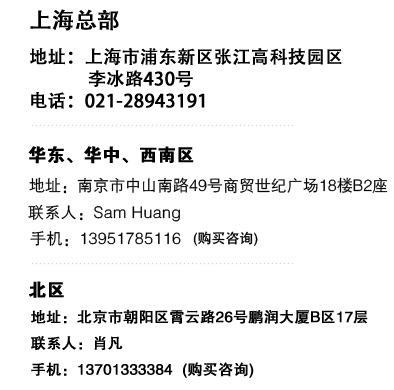 上海总部
地址：上海市浦东新区张江高科技园区
李冰路430号
电话：021-28943191
华东、华中、西南区
地址：南京市中山南路49号商贸世纪广场18楼B2座
联系人：Sam Huang
手机：13951785116 (购买咨询)
北区
地址：北京市朝阳区霄云路26号鹏润大厦B区17层
联系人：肖凡
手机：13701333384 (购买咨询)